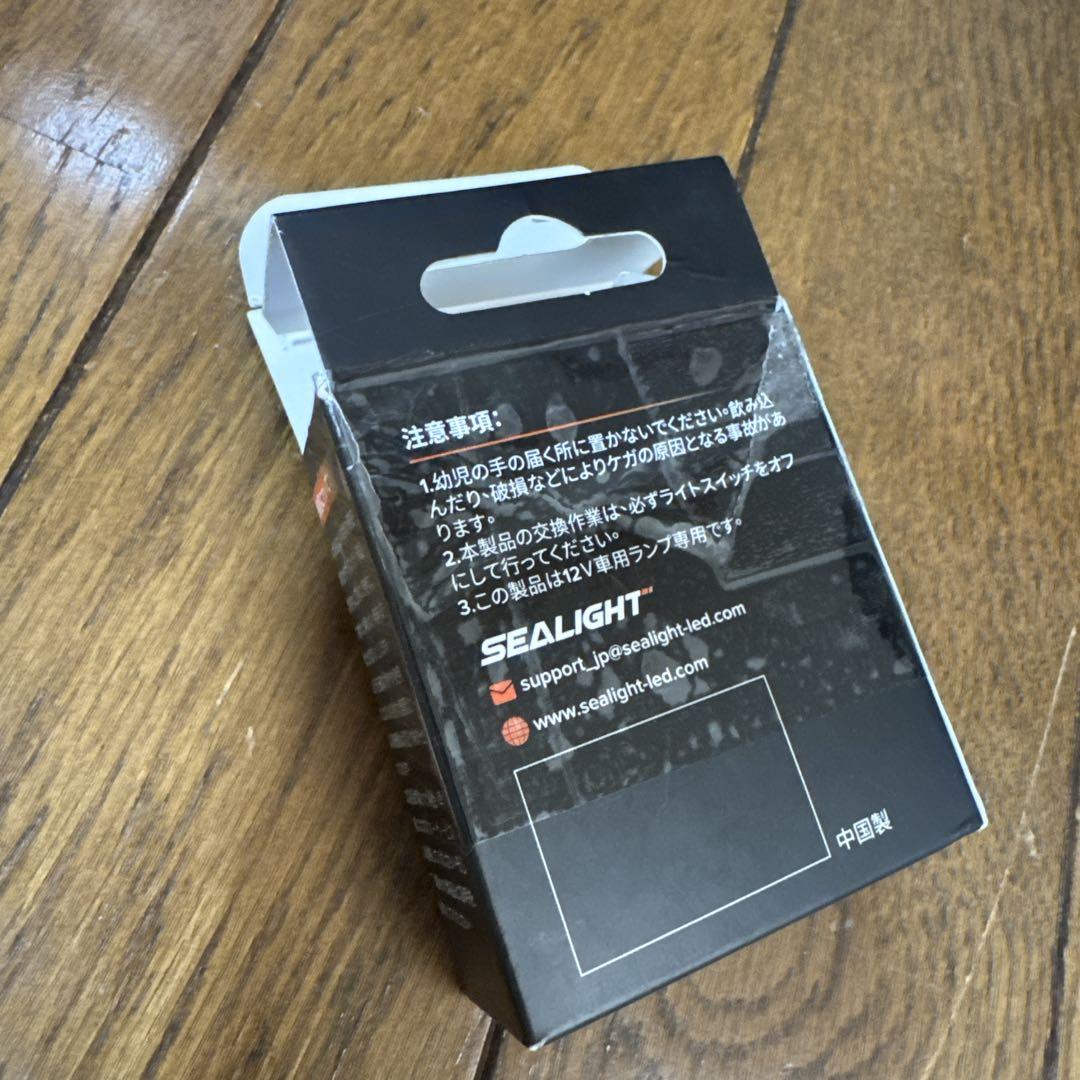 注意事項：
1.幼児の手の届く所に置かないでください。飲み込
んだり、破損などによりケガの原因となる事故があ
ります。
2.本製品の交換作業は、必ずライトスイッチをオフ
にして行ってください。
3.この製品は12V車用ランプ専用です。
SEALIGHT
support_jp@sealight-led.com
www.sealight-led.com
中国製